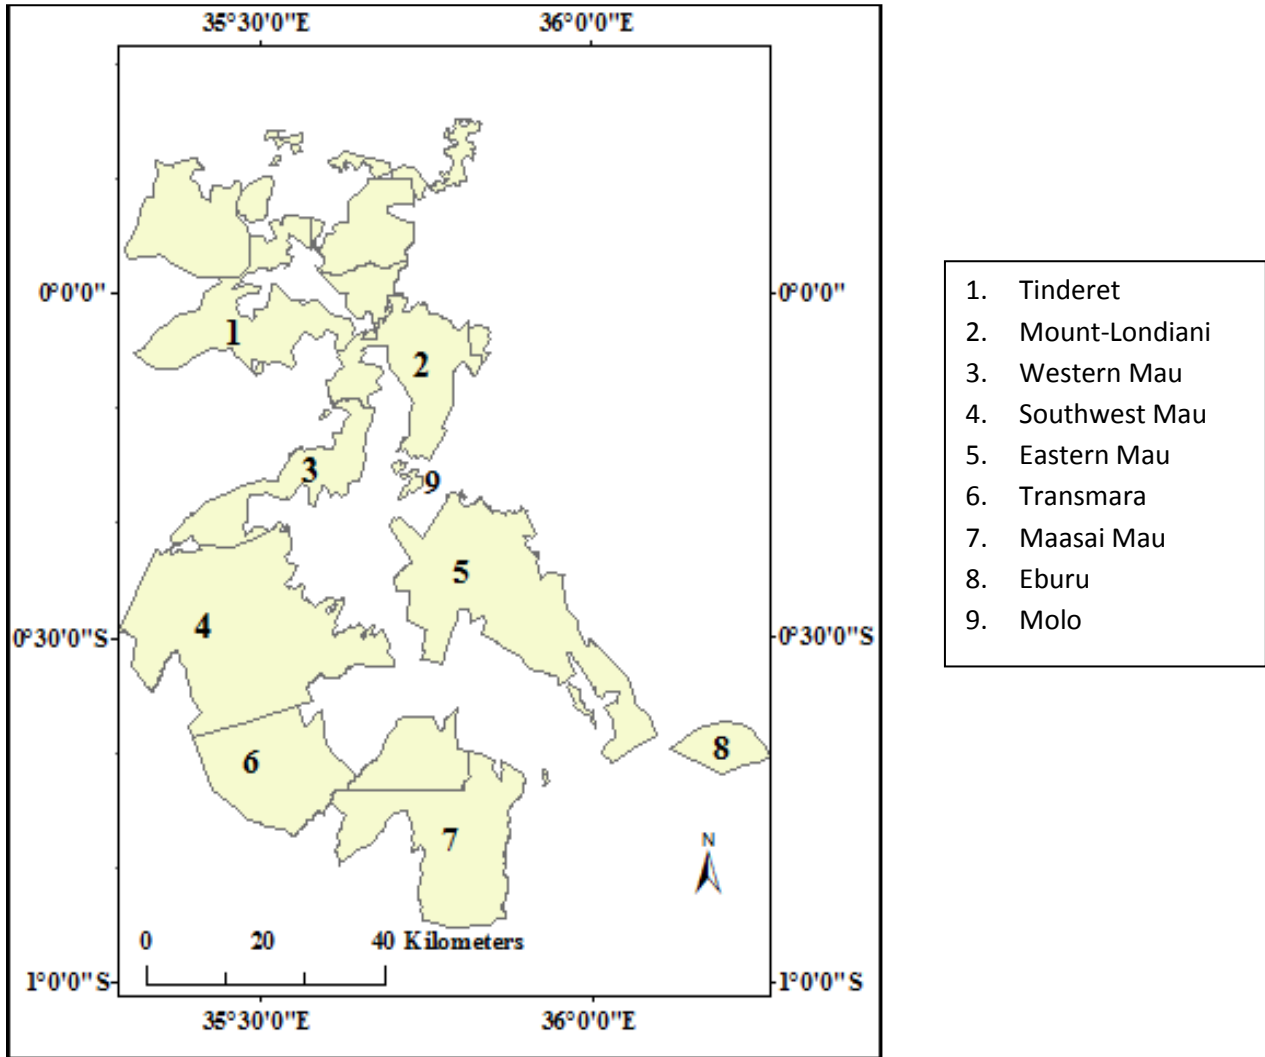 35°30'0"E 36°0'0"E
0°0'0" 0°0'0"
0°30'0"S 0°30'0"S
1°0'0"S 1°0'0"S
35°30'0"E 36°0'0"E
1
2
3
9
5
4
6
8
7
N
0 20 40 Kilometers
1. Tinderet
2. Mount-Londiani
3. Western Mau
4. Southwest Mau
5. Eastern Mau
6. Transmara
7. Maasai Mau
8. Eburu
9. Molo